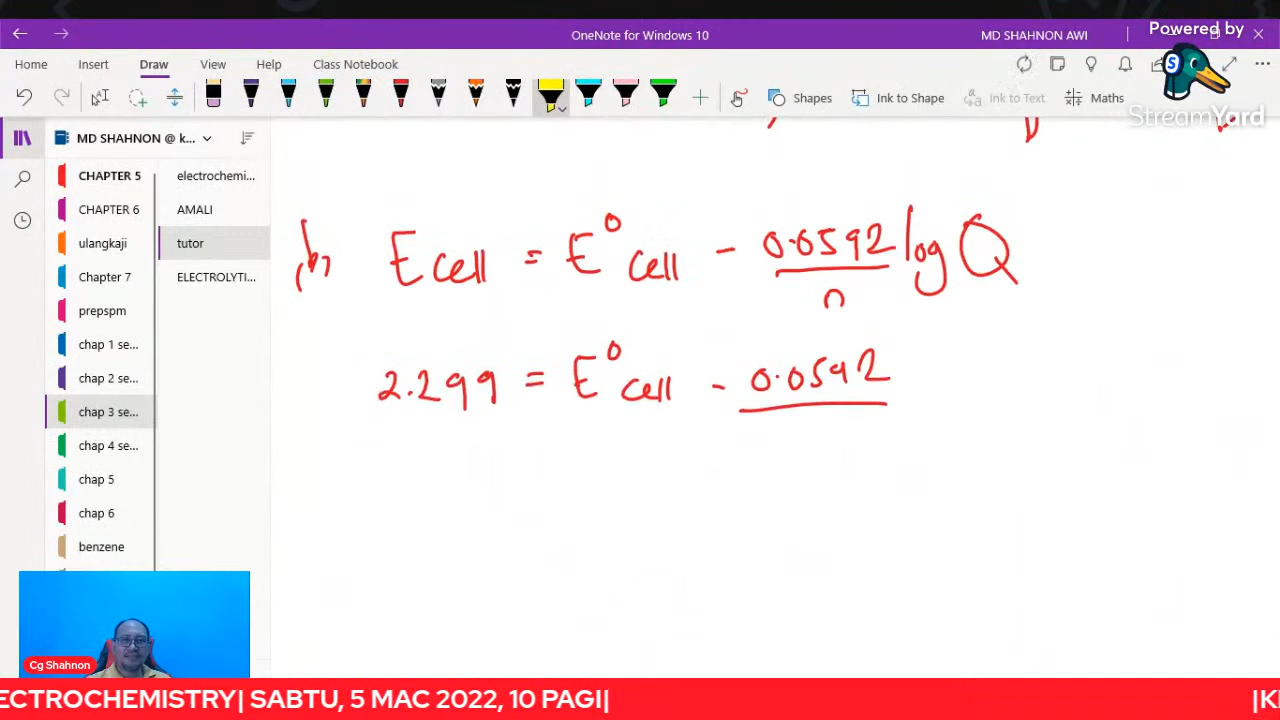 OneNote for Windows 10
MD SHAHNON AWI
Powered by
StreamYard
Home Insert Draw View Help Class Notebook
Shapes Ink to Shape Ink to Text Maths
MD SHAHNON @ k...
CHAPTER 5
CHAPTER 6
ulangkaji
Chapter 7
prepspm
chap 1 se...
chap 2 se...
chap 3 se...
chap 4 se...
chap 5
chap 6
benzene
electrochemi...
AMALI
tutor
ELECTROLYTI...
E cell = E° cell - 0.0592/n log Q
2.299 = E° cell - 0.0592
Cg Shahnon
ECTROCHEMISTRY| SABTU, 5 MAC 2022, 10 PAGI| |K